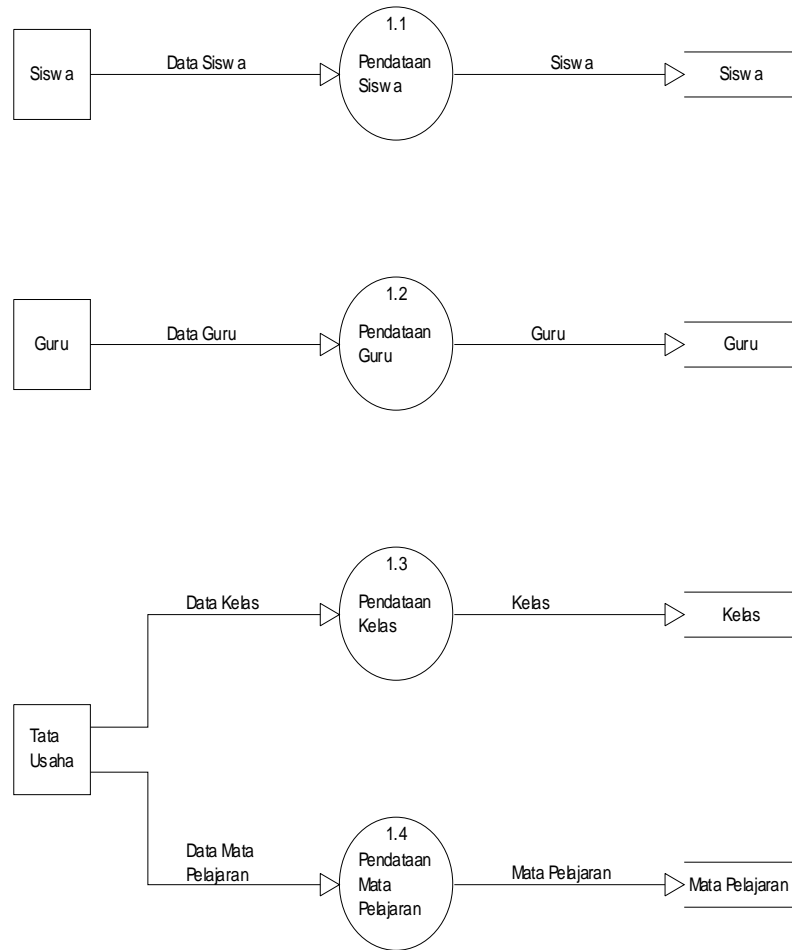 1.1
Siswa
Data Siswa
Pendataan
Siswa
Siswa
Siswa
1.2
Guru
Data Guru
Pendataan
Guru
Guru
Guru
1.3
Data Kelas
Pendataan
Kelas
Kelas
Kelas
Tata
Usaha
1.4
Data Mata
Pelajaran
Pendataan
Mata
Pelajaran
Mata Pelajaran
Mata Pelajaran